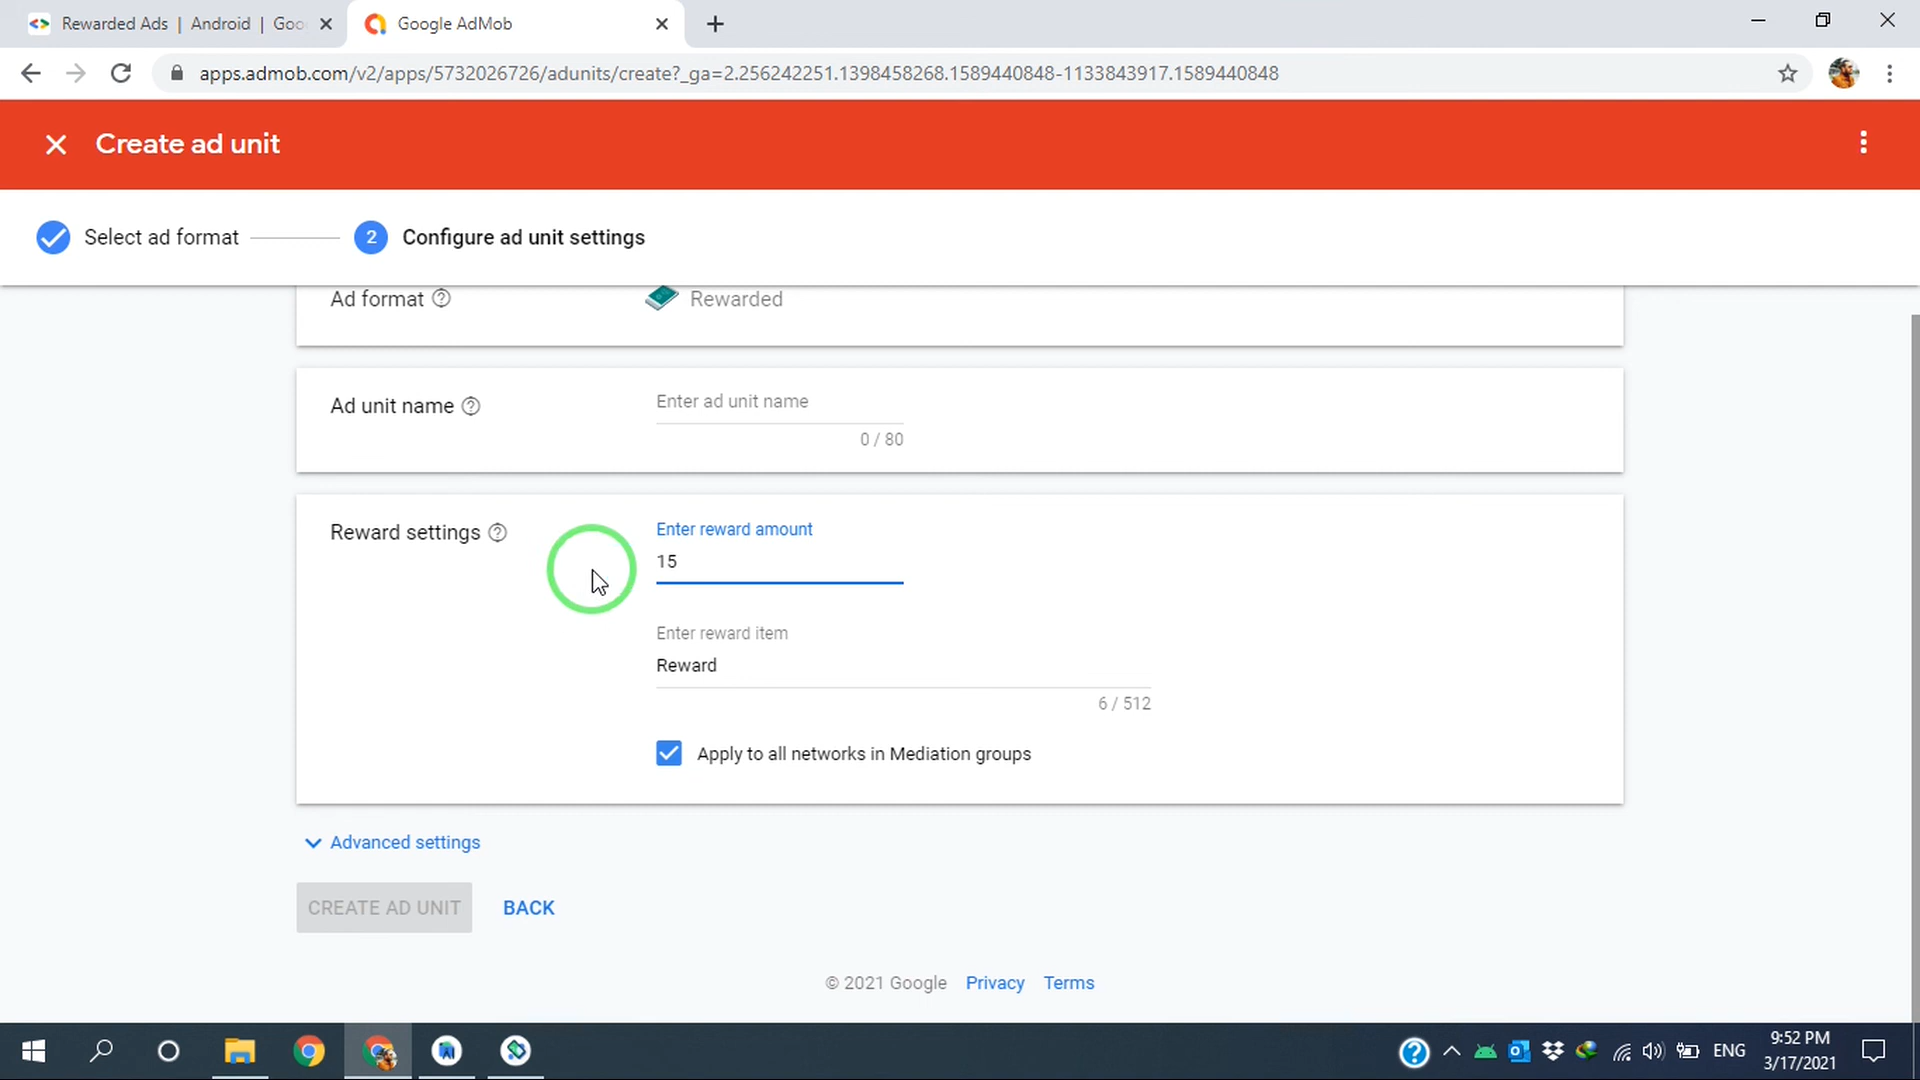 Rewarded Ads | Android | Goo
Google AdMob
apps.admob.com/v2/apps/5732026726/adunits/create?_ga=2.256242251.1398458268.1589440848-1133843917.1589440848
Create ad unit
Select ad format
2 Configure ad unit settings
Ad format
Rewarded
Ad unit name
Enter ad unit name
0 / 80
Reward settings
Enter reward amount
15
Enter reward item
Reward
6 / 512
Apply to all networks in Mediation groups
Advanced settings
CREATE AD UNIT
BACK
© 2021 Google Privacy Terms
ENG
9:52 PM
3/17/2021